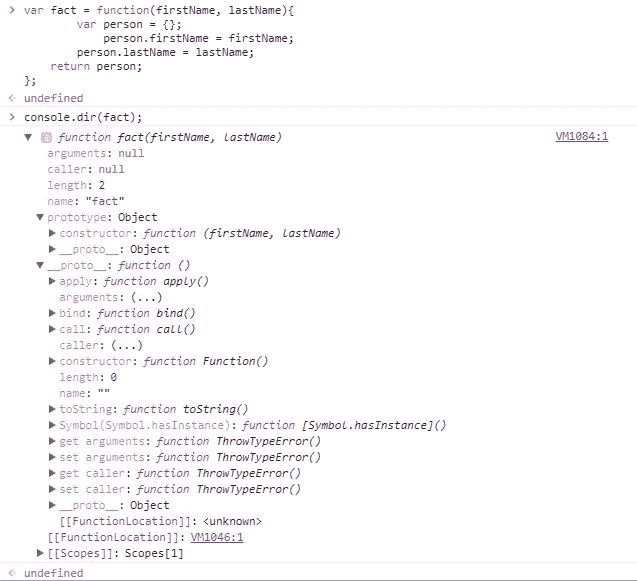 > var fact = function(firstName, lastName){
var person = {};
person.firstName = firstName;
person.lastName = lastName;
return person;
};
undefined
> console.dir(fact);
function fact(firstName, lastName) VM1084:1
arguments: null
caller: null
length: 2
name: "fact"
prototype: Object
constructor: function (firstName, lastName)
__proto__: Object
__proto__: function ()
apply: function apply()
arguments: (...)
bind: function bind()
call: function call()
caller: (...)
constructor: function Function()
length: 0
name: ""
toString: function toString()
Symbol(Symbol.hasInstance): function [Symbol.hasInstance]()
get arguments: function ThrowTypeError()
set arguments: function ThrowTypeError()
get caller: function ThrowTypeError()
set caller: function ThrowTypeError()
__proto__: Object
[[FunctionLocation]]: <unknown>
[[FunctionLocation]]: VM1046:1
[[Scopes]]: Scopes[1]
undefined